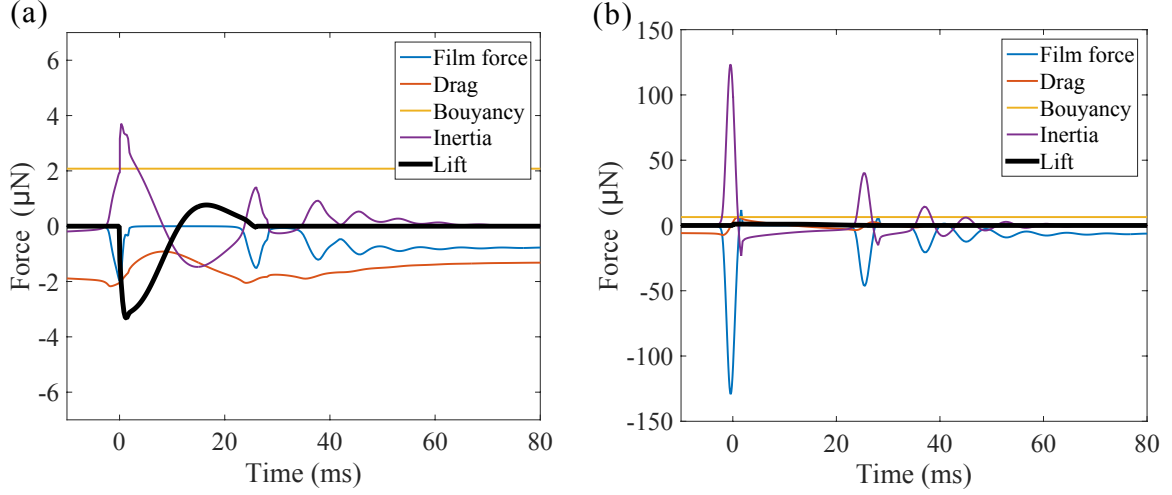 (a)
Force (μN)
6
4
2
0
-2
-4
-6
0
20
40
60
80
Time (ms)
Film force
Drag
Bouyancy
Inertia
Lift
(b)
Force (μN)
150
100
50
0
-50
-100
-150
0
20
40
60
80
Time (ms)
Film force
Drag
Bouyancy
Inertia
Lift